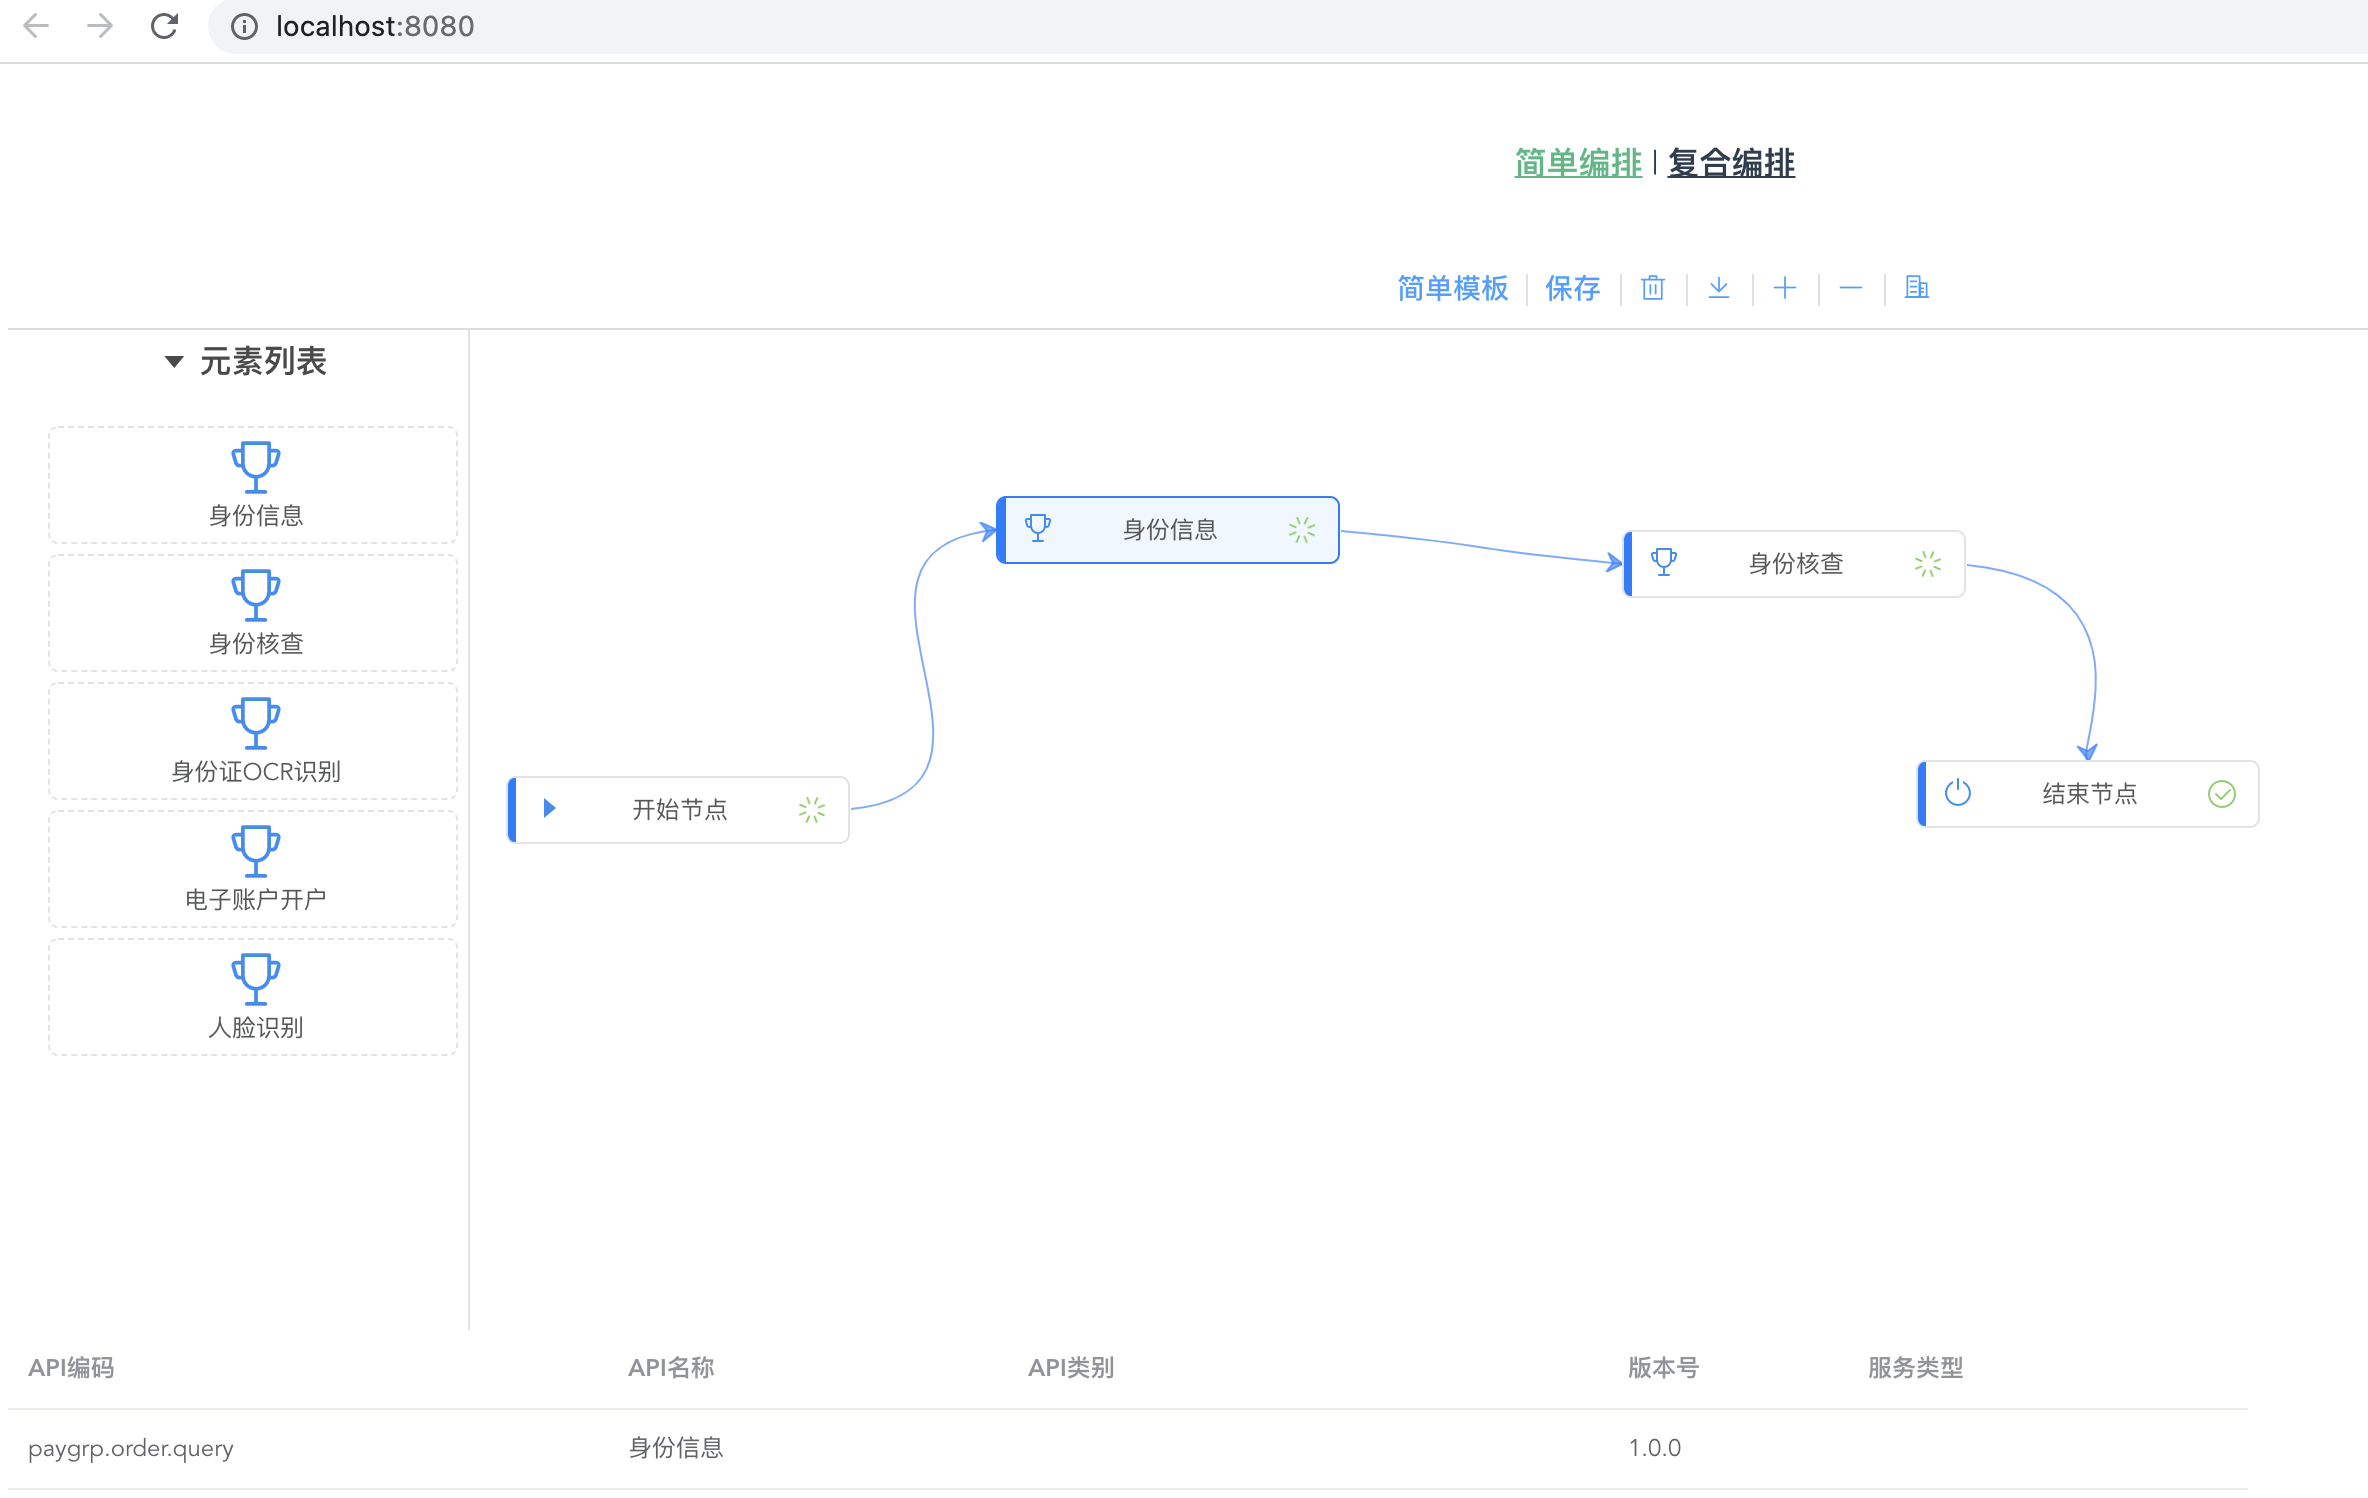 localhost:8080
简单编排 | 复合编排
简单模板 保存
元素列表
身份信息
身份核查
身份证OCR识别
电子账户开户
人脸识别
身份信息
身份核查
开始节点
结束节点
API编码 API名称 API类别 版本号 服务类型
paygrp.order.query 身份信息 1.0.0